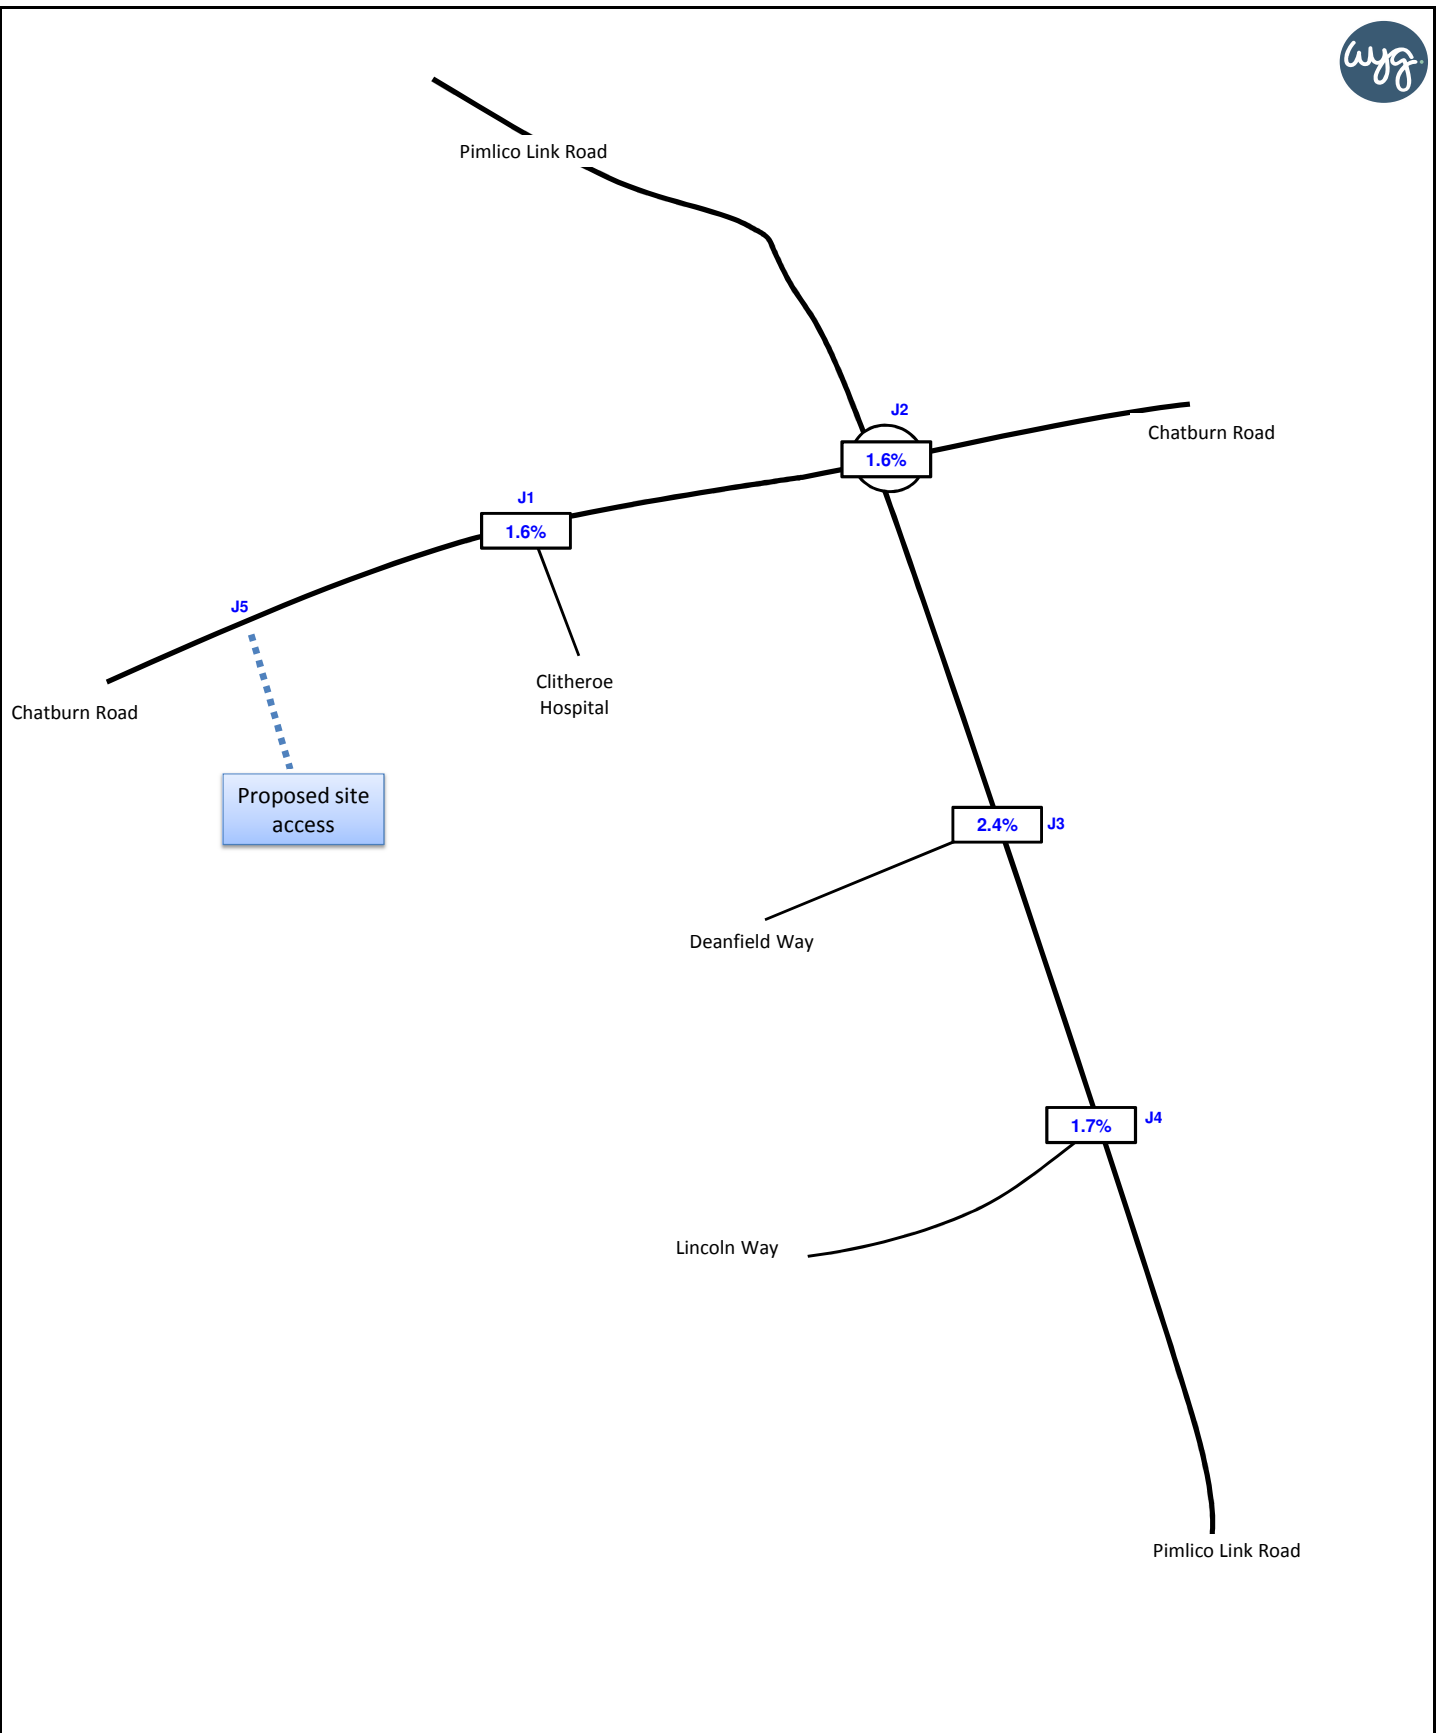 wyg.
Pimlico Link Road
J2
Chatburn Road
1.6%
J1
1.6%
J5
Clitheroe
Hospital
Chatburn Road
Proposed site
access
2.4%
J3
Deanfield Way
1.7%
J4
Lincoln Way
Pimlico Link Road